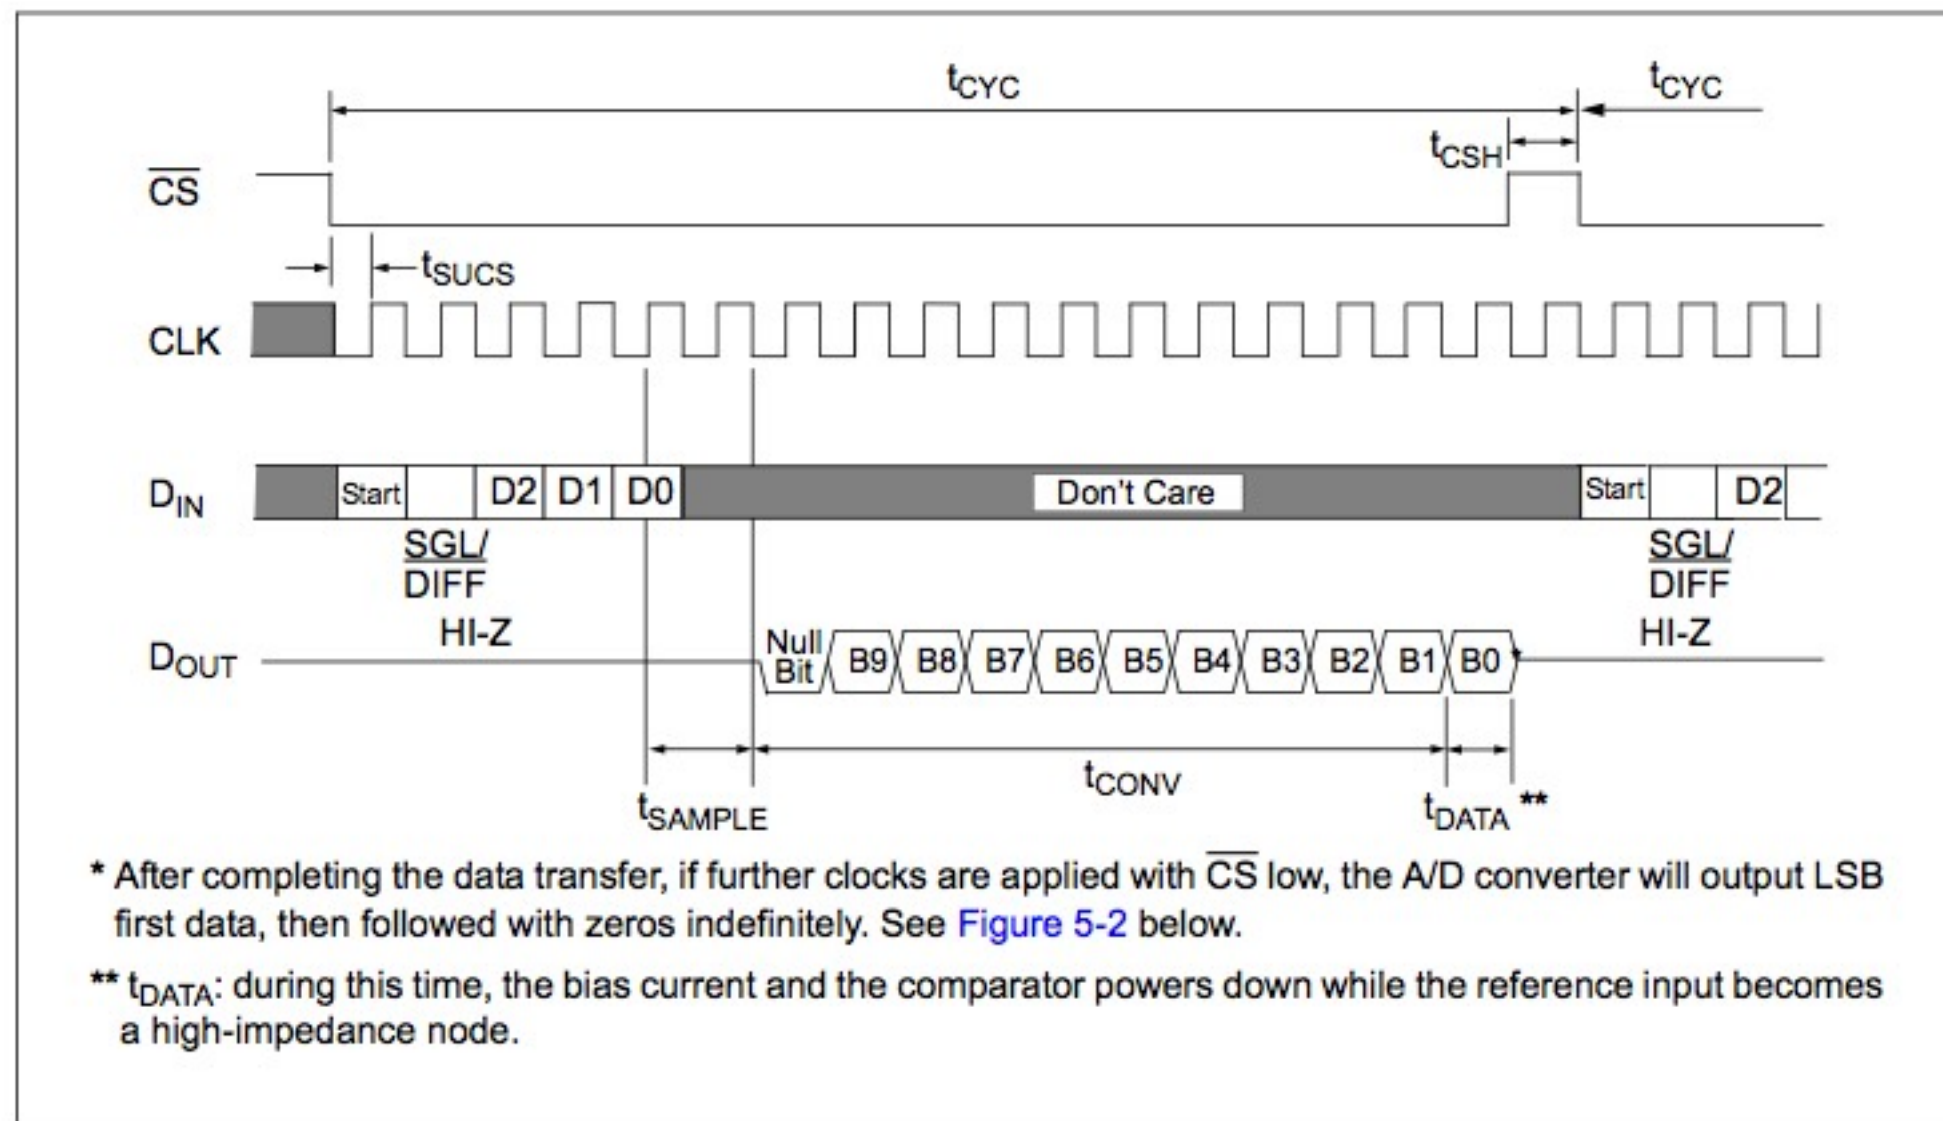 tCYC tCYC
tCSH
CS
tSUCS
CLK
DIN Start D2 D1 D0 Don't Care Start D2
SGL/ SGL/
DIFF DIFF
HI-Z HI-Z
DOUT Null Bit B9 B8 B7 B6 B5 B4 B3 B2 B1 B0 *
tCONV
tSAMPLE tDATA **
* After completing the data transfer, if further clocks are applied with CS low, the A/D converter will output LSB
first data, then followed with zeros indefinitely. See Figure 5-2 below.
** tDATA: during this time, the bias current and the comparator powers down while the reference input becomes
a high-impedance node.